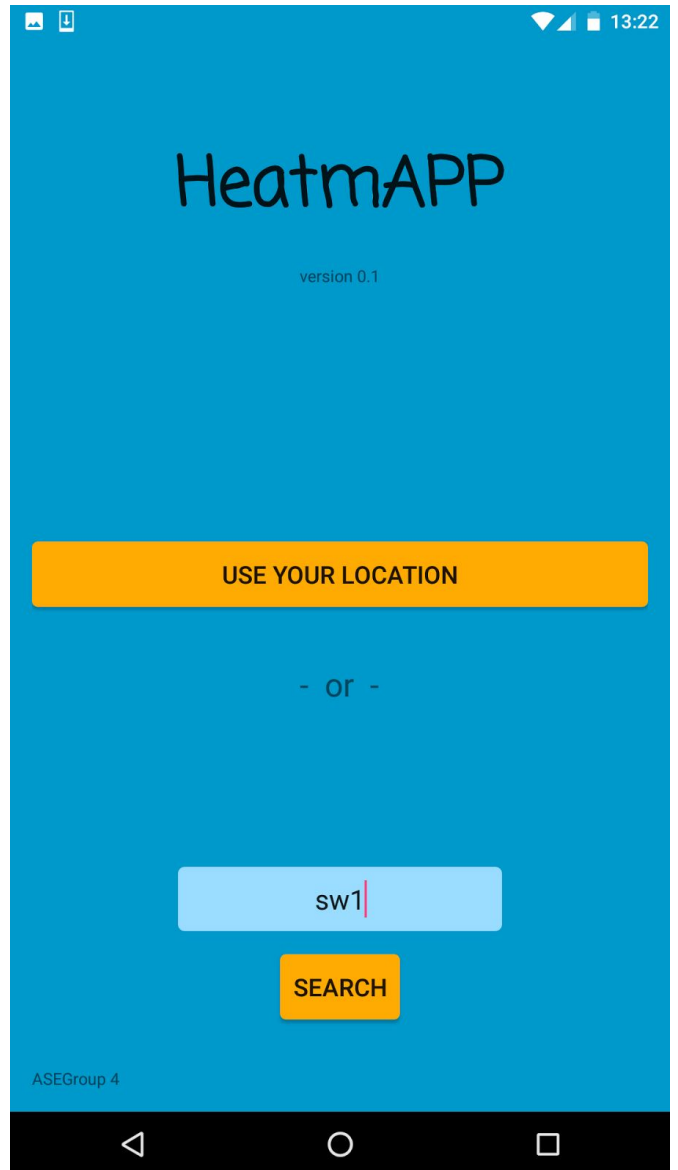 13:22
HeatmAPP
version 0.1
USE YOUR LOCATION
- or -
sw1
SEARCH
ASEGroup 4